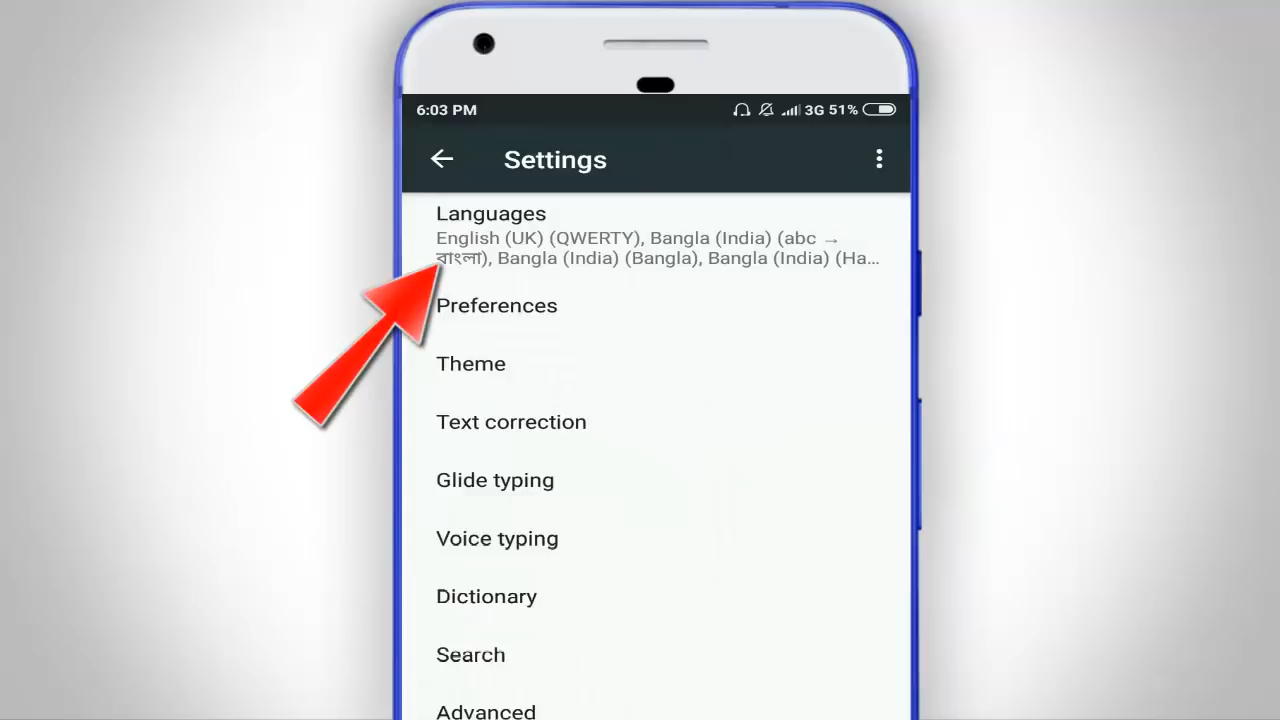 6:03 PM 3G 51%
Settings
Languages
English (UK) (QWERTY), Bangla (India) (abc →
বাংলা), Bangla (India) (Bangla), Bangla (India) (Ha...
Preferences
Theme
Text correction
Glide typing
Voice typing
Dictionary
Search
Advanced